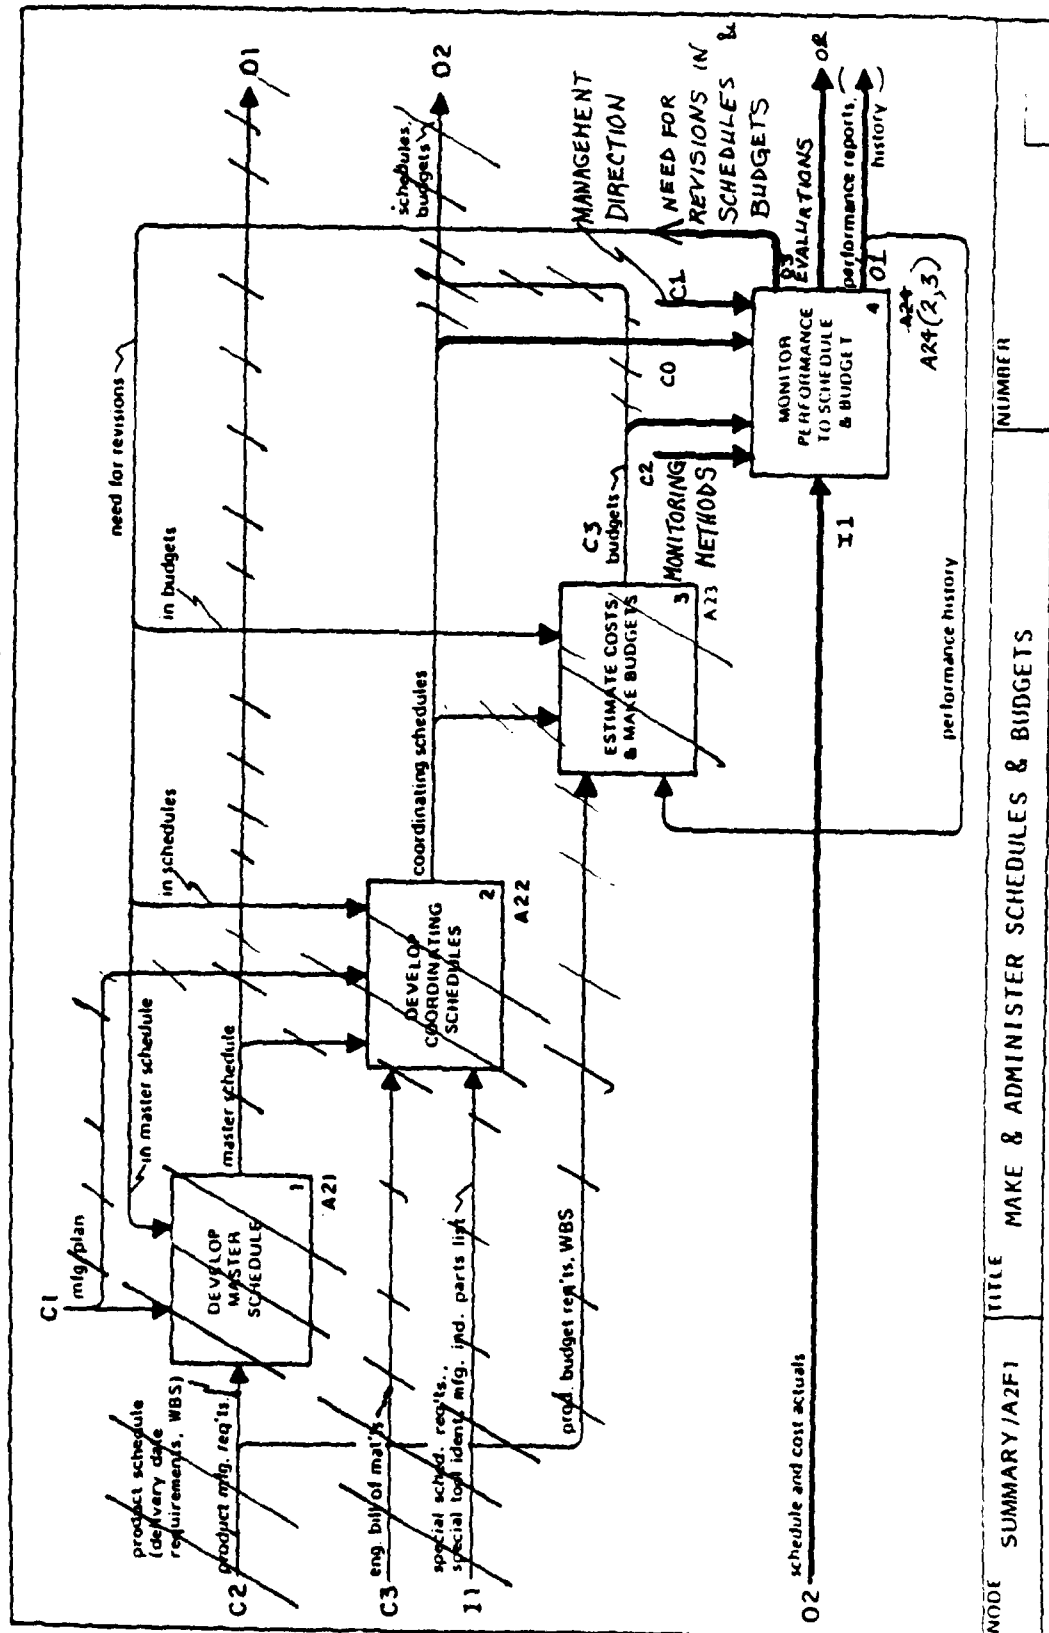 C1
mfg/plan
need for revisions
in master schedule
in schedules
in budgets
product schedule
(delivery date
requirements, WBS)
product mfg. req'ts.
C2
DEVELOP
MASTER
SCHEDULE
1
A21
master schedule
O1
eng. bill of mat'ls
C3
special sched. req'ts.,
special tool ident., mfg. ind. parts list
I1
DEVELOP
COORDINATING
SCHEDULES
2
A22
coordinating schedules
schedules,
budgets
O2
prod. budget req'ts, WBS
ESTIMATE COSTS
& MAKE BUDGETS
3
A23
C3
budgets
C2
MONITORING
METHODS
C0
C1
MANAGEMENT
DIRECTION
NEED FOR
REVISIONS IN
SCHEDULES &
BUDGETS
MONITOR
PERFORMANCE
TO SCHEDULE
& BUDGET
4
A24
A24(2,3)
O3
EVALUATIONS
OR
performance reports,
history
O1
I1
performance history
schedule and cost actuals
O2
NODE
SUMMARY/A2F1
TITLE
MAKE & ADMINISTER SCHEDULES & BUDGETS
NUMBER